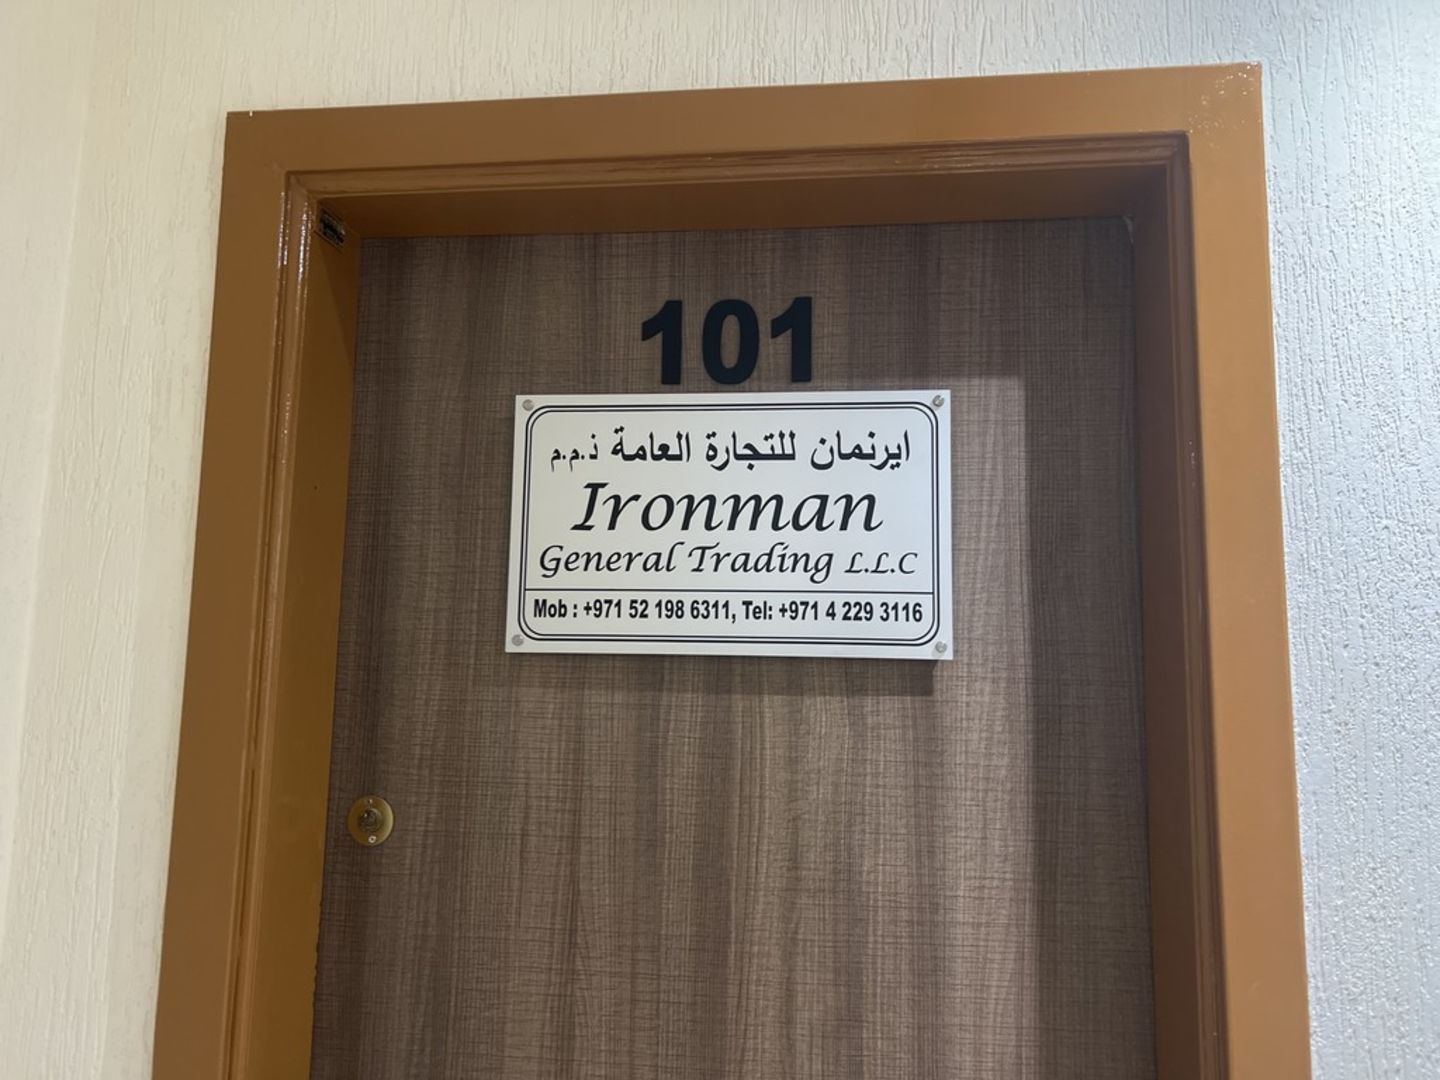 101
ايرنمان للتجارة العامة ذ.م.م
Ironman
General Trading L.L.C
Mob : +971 52 198 6311, Tel: +971 4 229 3116